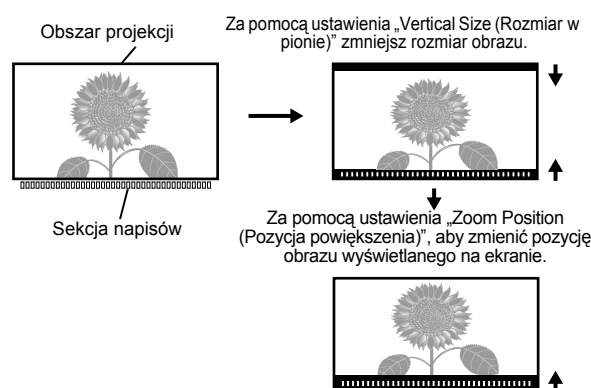 Obszar projekcji
Za pomocą ustawienia „Vertical Size (Rozmiar w
pionie)” zmniejsz rozmiar obrazu.
Sekcja napisów
Za pomocą ustawienia „Zoom Position
(Pozycja powiększenia)”, aby zmienić pozycję
obrazu wyświetlanego na ekranie.